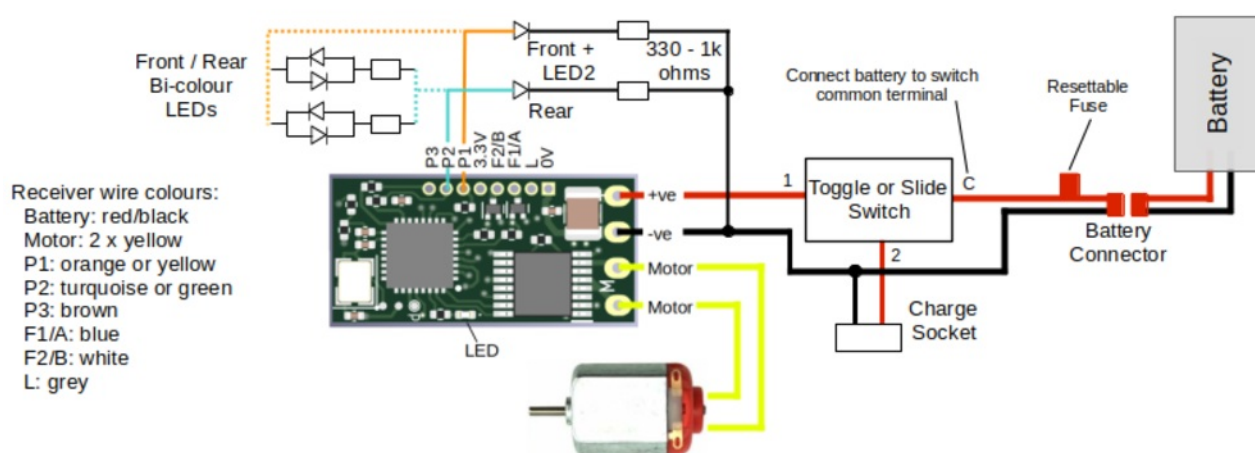 Front / Rear
Bi-colour
LEDs
Front +
LED2
330 - 1k
ohms
Rear
Connect battery to switch
common terminal
Resettable
Fuse
Battery
P3
P2
P1
3.3V
F2/B
F1/A
L
0V
Receiver wire colours:
Battery: red/black
Motor: 2 x yellow
P1: orange or yellow
P2: turquoise or green
P3: brown
F1/A: blue
F2/B: white
L: grey
+ve
-ve
Motor
Motor
M
LED
1
Toggle or Slide
Switch
C
2
Battery
Connector
Charge
Socket